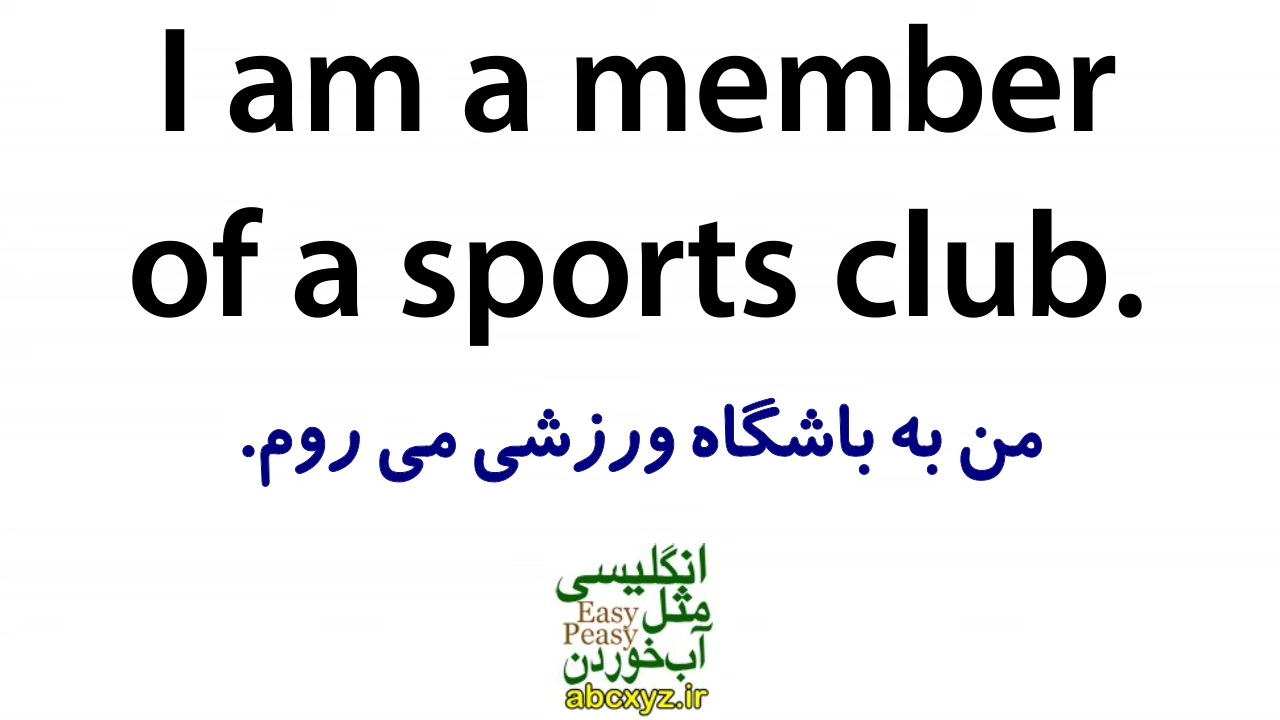 I am a member
of a sports club.
من به باشگاه ورزشی می روم.
انگلیسی
مثل
Easy
Peasy
آب‌خوردن
abcxyz.ir